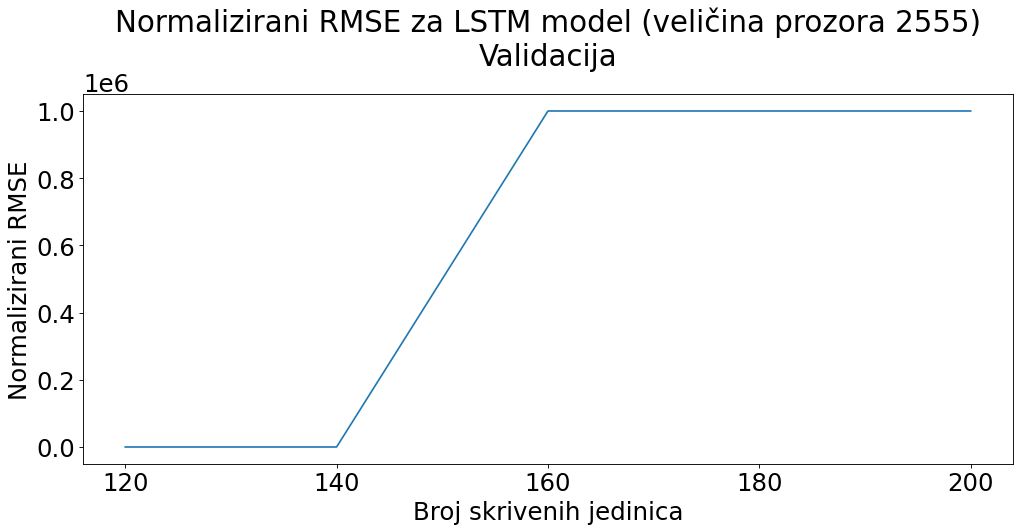 Normalizirani RMSE za LSTM model (veličina prozora 2555)
Validacija
1e6
1.0
0.8
0.6
0.4
0.2
0.0
Normalizirani RMSE
120 140 160 180 200
Broj skrivenih jedinica